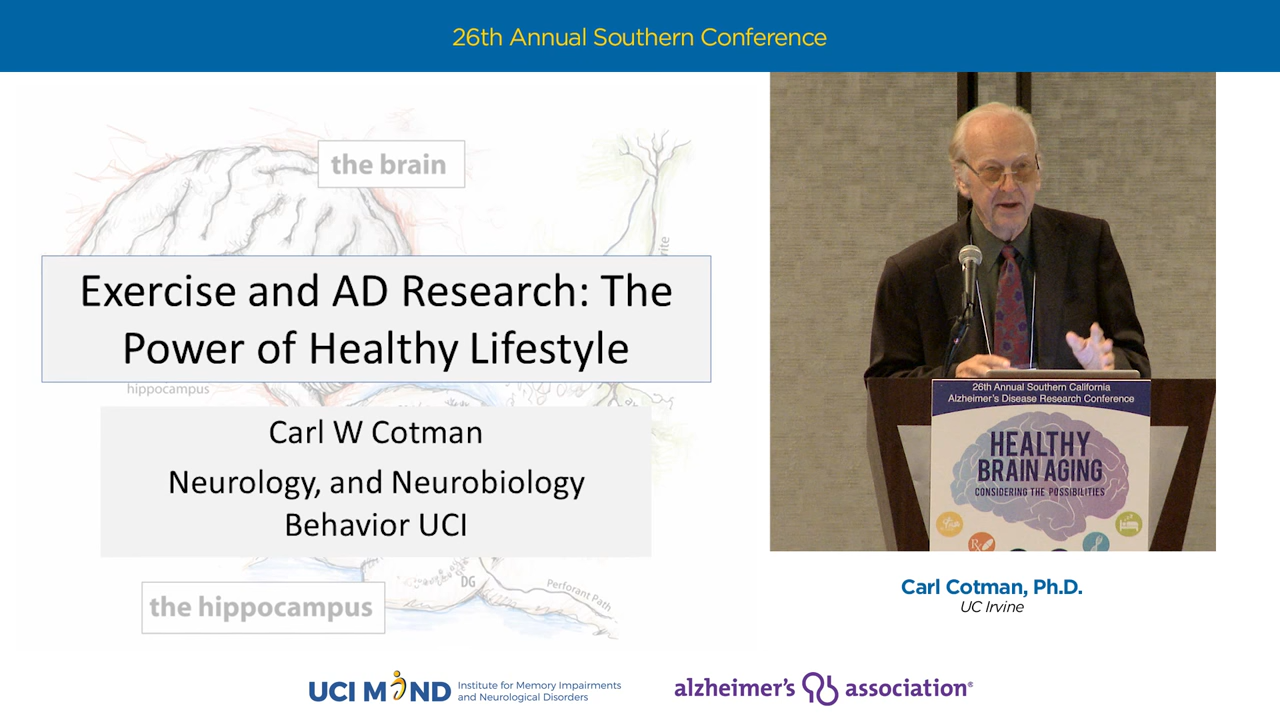 26th Annual Southern Conference
the brain
Exercise and AD Research: The
Power of Healthy Lifestyle
hippocampus
Carl W Cotman
Neurology, and Neurobiology
Behavior UCI
DG
Perforant Path
the hippocampus
26th Annual Southern California
Alzheimer's Disease Research Conference
HEALTHY
BRAIN AGING
CONSIDERING THE POSSIBILITIES
Rx
Carl Cotman, Ph.D.
UC Irvine
UCI MIND
Institute for Memory Impairments
and Neurological Disorders
alzheimer's association®